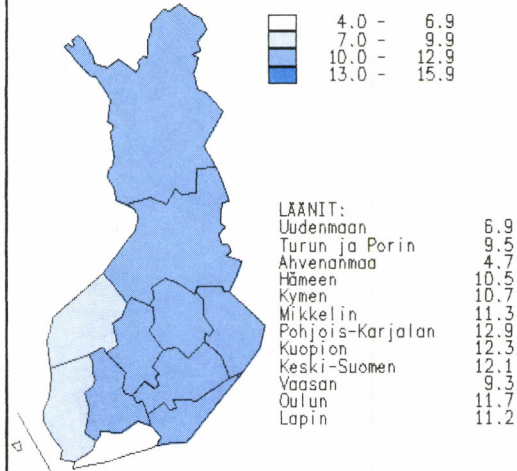 4.0 - 6.9
7.0 - 9.9
10.0 - 12.9
13.0 - 15.9
LÄÄNIT:
Uudenmaan 6.9
Turun ja Porin 9.5
Ahvenanmaa 4.7
Hämeen 10.5
Kymen 10.7
Mikkelin 11.3
Pohjois-Karjalan 12.9
Kuopion 12.3
Keski-Suomen 12.1
Vaasan 9.3
Oulun 11.7
Lapin 11.2